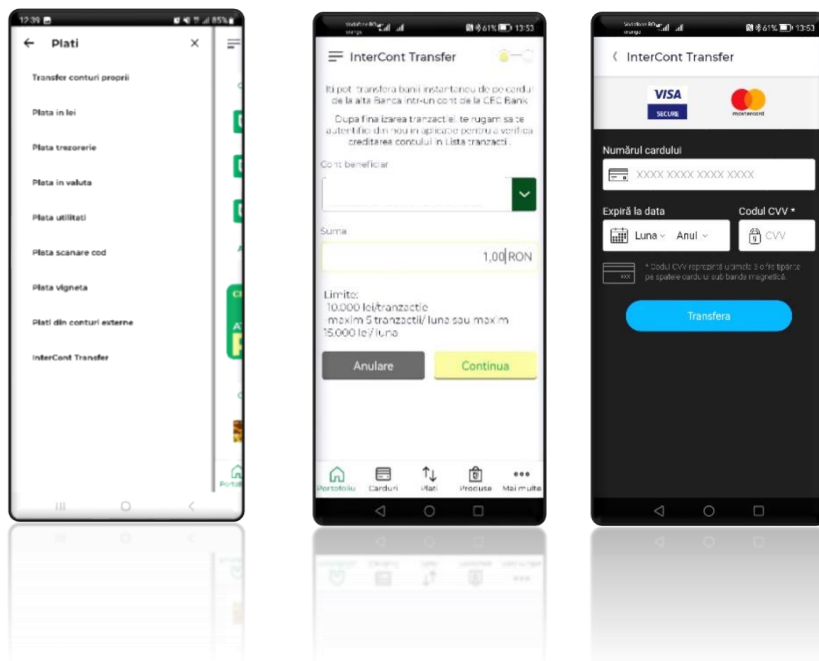 12:39
85%
Plati
Transfer conturi proprii
Plata in lei
Plata trezorerie
Plata in valuta
Plata utilitati
Plata scanare cod
Plata vigneta
Plati din conturi externe
InterCont Transfer
61% 13:53
InterCont Transfer
Iti poti transfera banii instantaneu de pe cardul
de la alta Banca intr-un cont de la CEC Bank
Dupa finalizarea tranzactiei, te rugam sa te
autentifici din nou in aplicatie pentru a verifica
creditarea contului in Lista tranzactii.
Cont beneficiar
Suma
1,00 RON
Limite:
10.000 lei/tranzactie
maxim 5 tranzactii/ luna sau maxim
15.000 lei/ luna
Anulare
Continua
Portofoliu Carduri Plati Produse Mai multe
61% 13:53
InterCont Transfer
VISA
SECURE
mastercard
Numărul cardului
XXXX XXXX XXXX XXXX
Expiră la data
Codul CVV *
Luna Anul
CVV
* Codul CVV reprezintă ultimele 3 cifre tipărite
pe spatele cardului sub banda magnetică.
Transfera